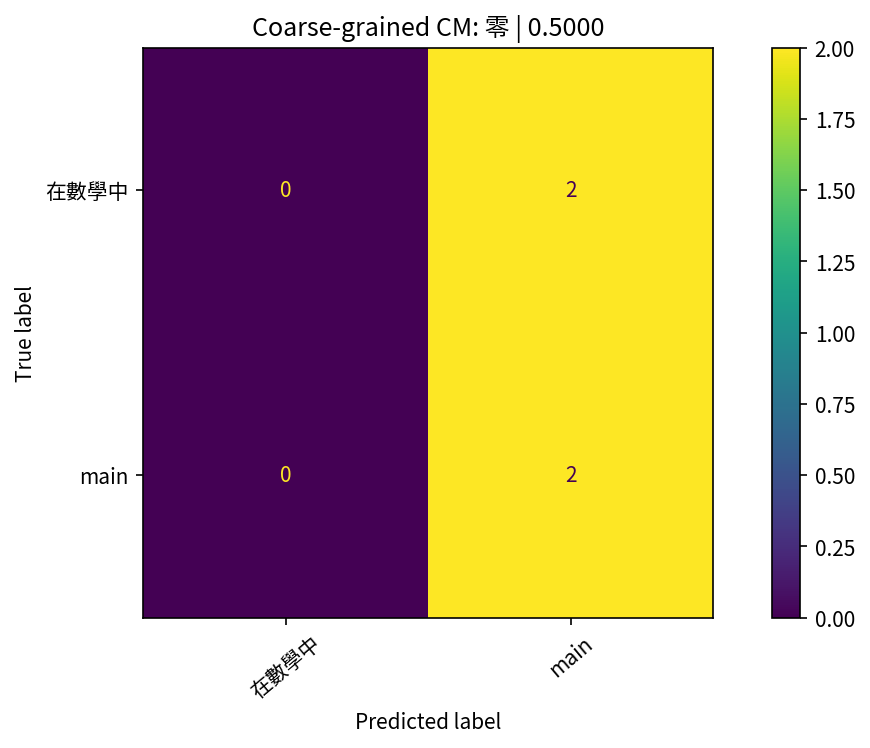 Coarse-grained CM: 零 | 0.5000
True label
在數學中
main
0
2
0
2
在數學中
main
Predicted label
2.00
1.75
1.50
1.25
1.00
0.75
0.50
0.25
0.00